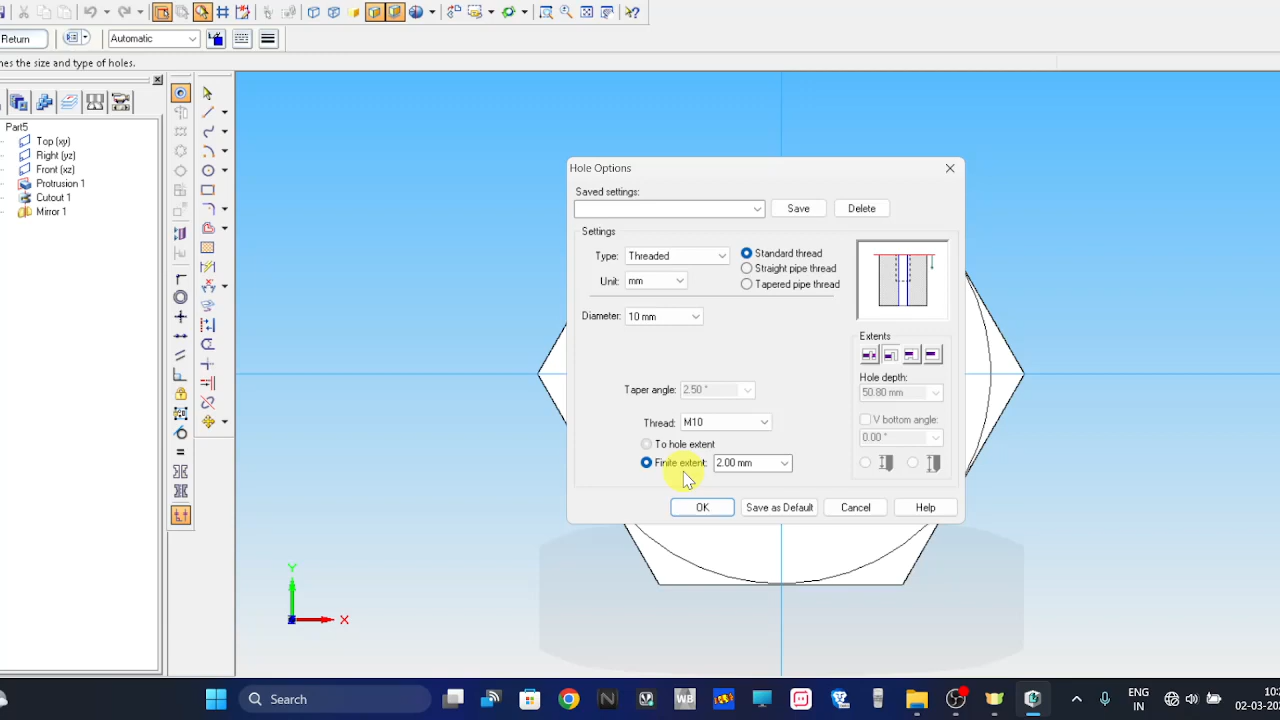 Return
Automatic
nes the size and type of holes.
Part5
Top (xy)
Right (yz)
Front (xz)
Protrusion 1
Cutout 1
Mirror 1
Hole Options
Saved settings:
Save
Delete
Settings
Type:
Threaded
Standard thread
Unit:
mm
Straight pipe thread
Tapered pipe thread
Diameter:
10 mm
Extents
Hole depth:
50.80 mm
Taper angle:
2.50 °
V bottom angle:
0.00 °
Thread:
M10
To hole extent
Finite extent:
2.00 mm
OK
Save as Default
Cancel
Help
Y
X
Search
WB
N
ENG
IN
10:
02-03-20